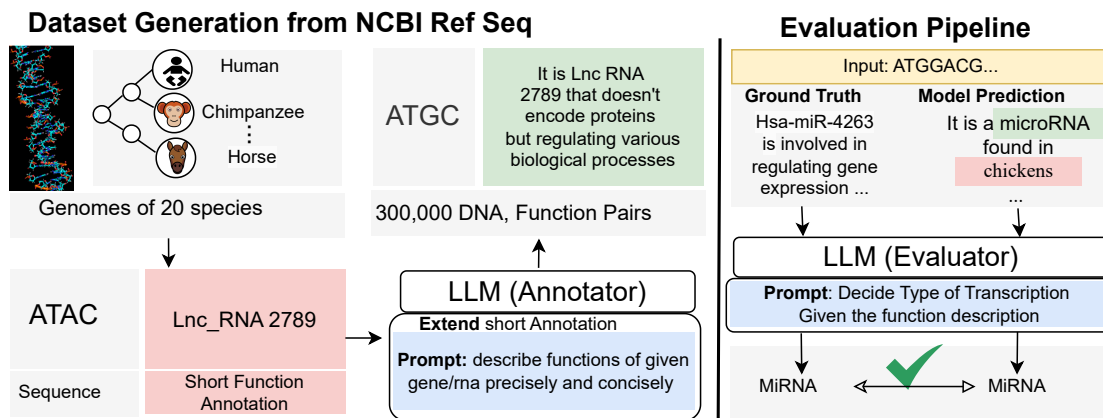 Dataset Generation from NCBI Ref Seq
Human
Chimpanzee
⋮
Horse
Genomes of 20 species
ATAC
Lnc_RNA 2789
Sequence
Short Function
Annotation
ATGC
It is Lnc RNA
2789 that doesn't
encode proteins
but regulating various
biological processes
300,000 DNA, Function Pairs
LLM (Annotator)
Extend short Annotation
Prompt: describe functions of given
gene/rna precisely and concisely
Evaluation Pipeline
Input: ATGGACG...
Ground Truth
Hsa-miR-4263
is involved in
regulating gene
expression ...
Model Prediction
It is a microRNA
found in
chickens
...
LLM (Evaluator)
Prompt: Decide Type of Transcription
Given the function description
MiRNA
MiRNA